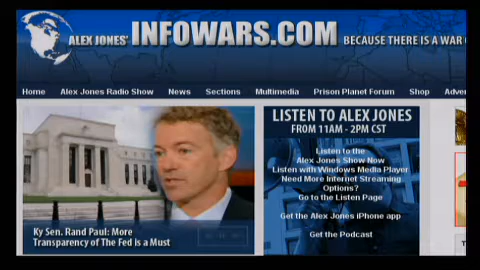 ALEX JONES' INFOWARS.COM BECAUSE THERE IS A WAR
Home Alex Jones Radio Show News Sections Multimedia Prison Planet Forum Shop Adver
LISTEN TO ALEX JONES
FROM 11AM - 2PM CST
Listen to the
Alex Jones Show Now
Listen with Windows Media Player
Need More Internet Streaming
Options?
Go to the Listen Page
Get the Alex Jones iPhone app
Get the Podcast
Ky Sen. Rand Paul: More
Transparency of The Fed is a Must